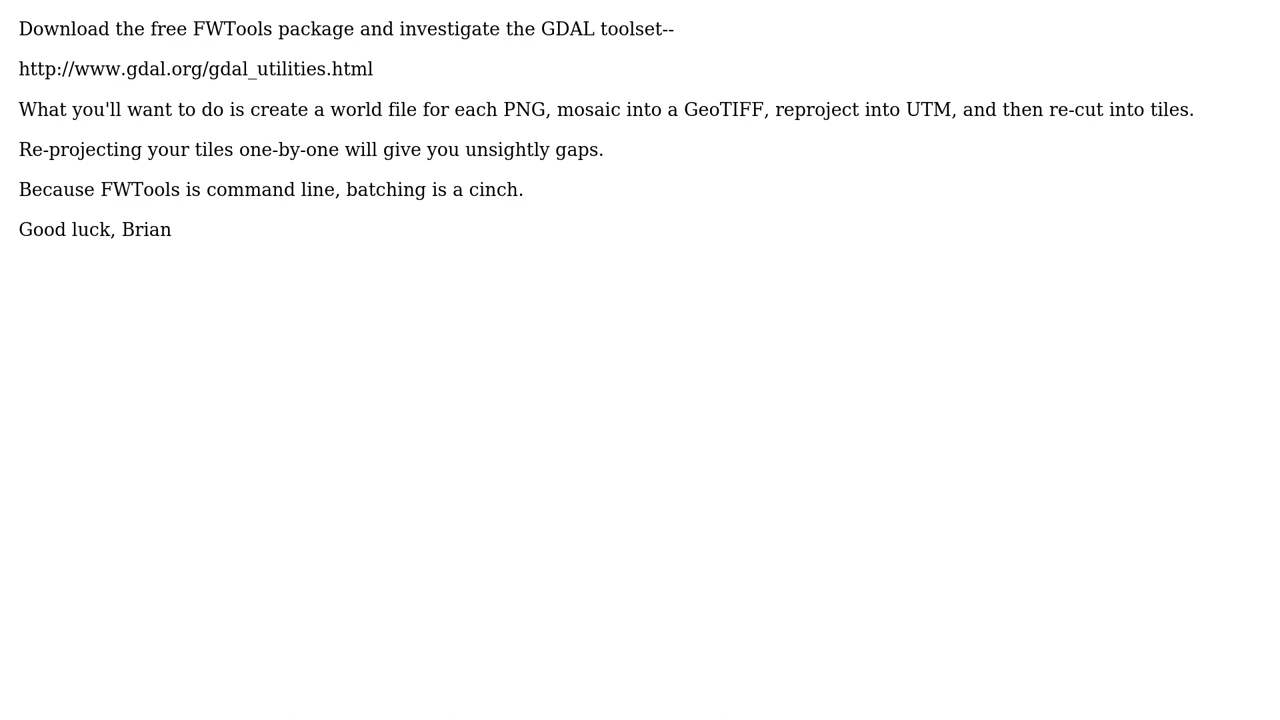 Download the free FWTools package and investigate the GDAL toolset--
http://www.gdal.org/gdal_utilities.html
What you'll want to do is create a world file for each PNG, mosaic into a GeoTIFF, reproject into UTM, and then re-cut into tiles.
Re-projecting your tiles one-by-one will give you unsightly gaps.
Because FWTools is command line, batching is a cinch.
Good luck, Brian